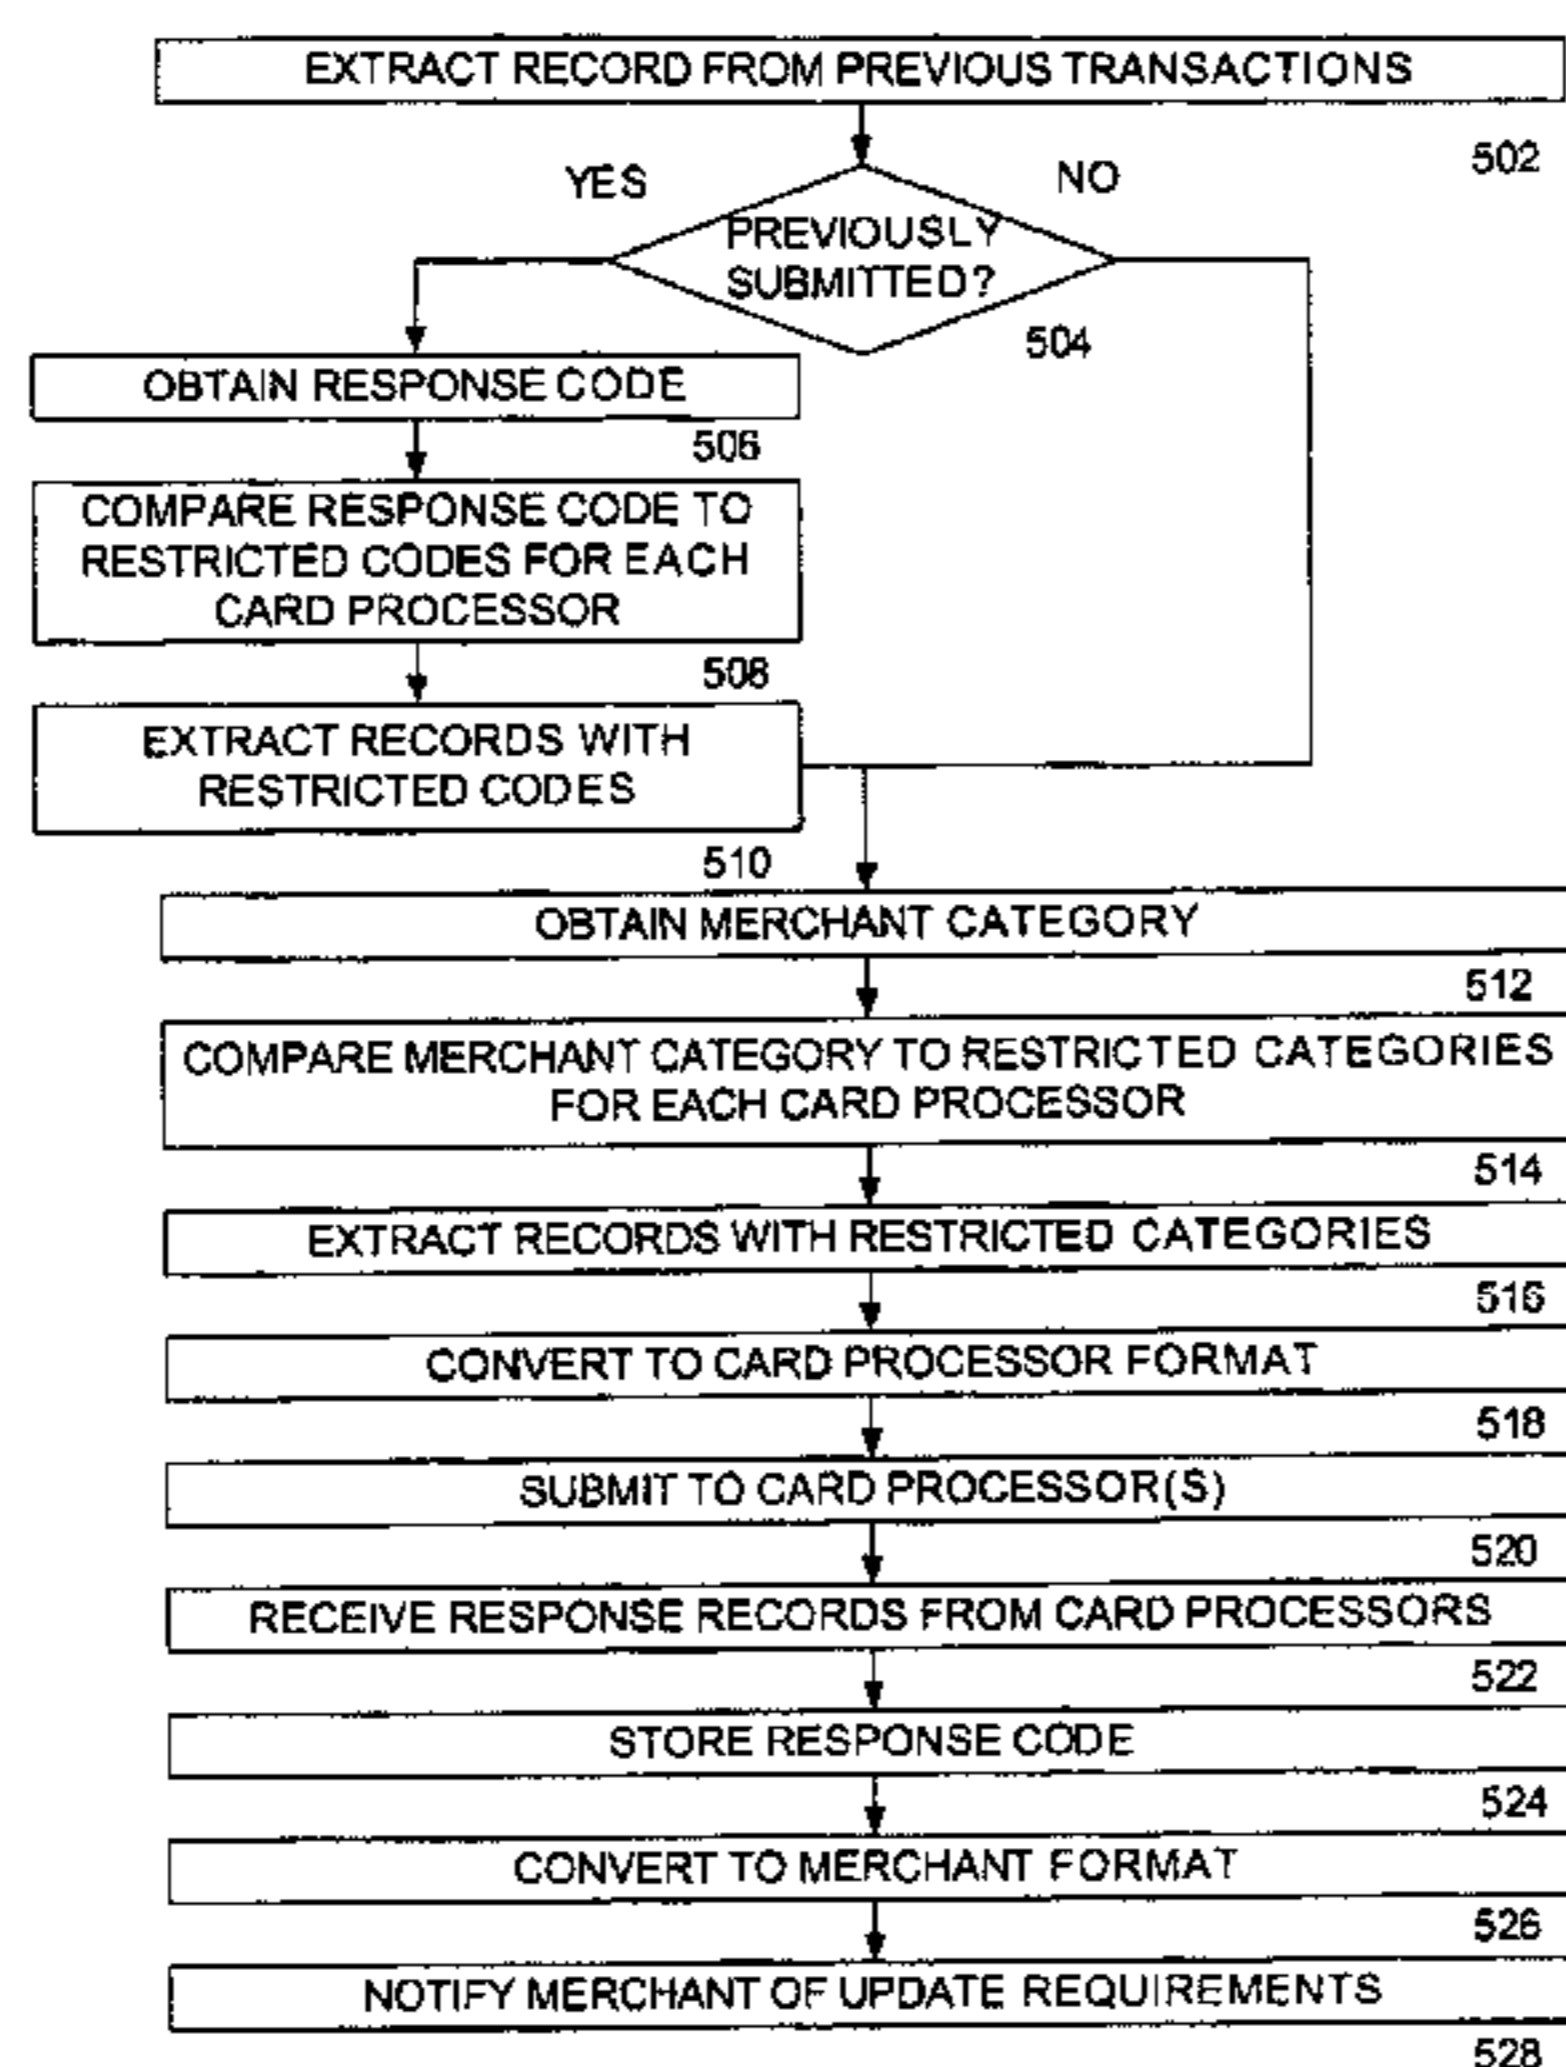 EXTRACT RECORD FROM PREVIOUS TRANSACTIONS
502
YES
NO
PREVIOUSLY
SUBMITTED?
504
OBTAIN RESPONSE CODE
506
COMPARE RESPONSE CODE TO
RESTRICTED CODES FOR EACH
CARD PROCESSOR
508
EXTRACT RECORDS WITH
RESTRICTED CODES
510
OBTAIN MERCHANT CATEGORY
512
COMPARE MERCHANT CATEGORY TO RESTRICTED CATEGORIES
FOR EACH CARD PROCESSOR
514
EXTRACT RECORDS WITH RESTRICTED CATEGORIES
516
CONVERT TO CARD PROCESSOR FORMAT
518
SUBMIT TO CARD PROCESSOR(S)
520
RECEIVE RESPONSE RECORDS FROM CARD PROCESSORS
522
STORE RESPONSE CODE
524
CONVERT TO MERCHANT FORMAT
526
NOTIFY MERCHANT OF UPDATE REQUIREMENTS
528